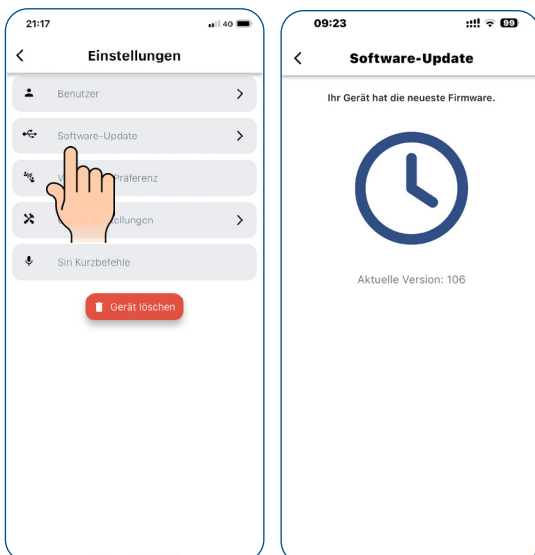 21:17
4G
Einstellungen
Benutzer
Software-Update
Präferenz
Siri Kurzbefehle
Gerät löschen
09:23
99
Software-Update
Ihr Gerät hat die neueste Firmware.
Aktuelle Version: 106